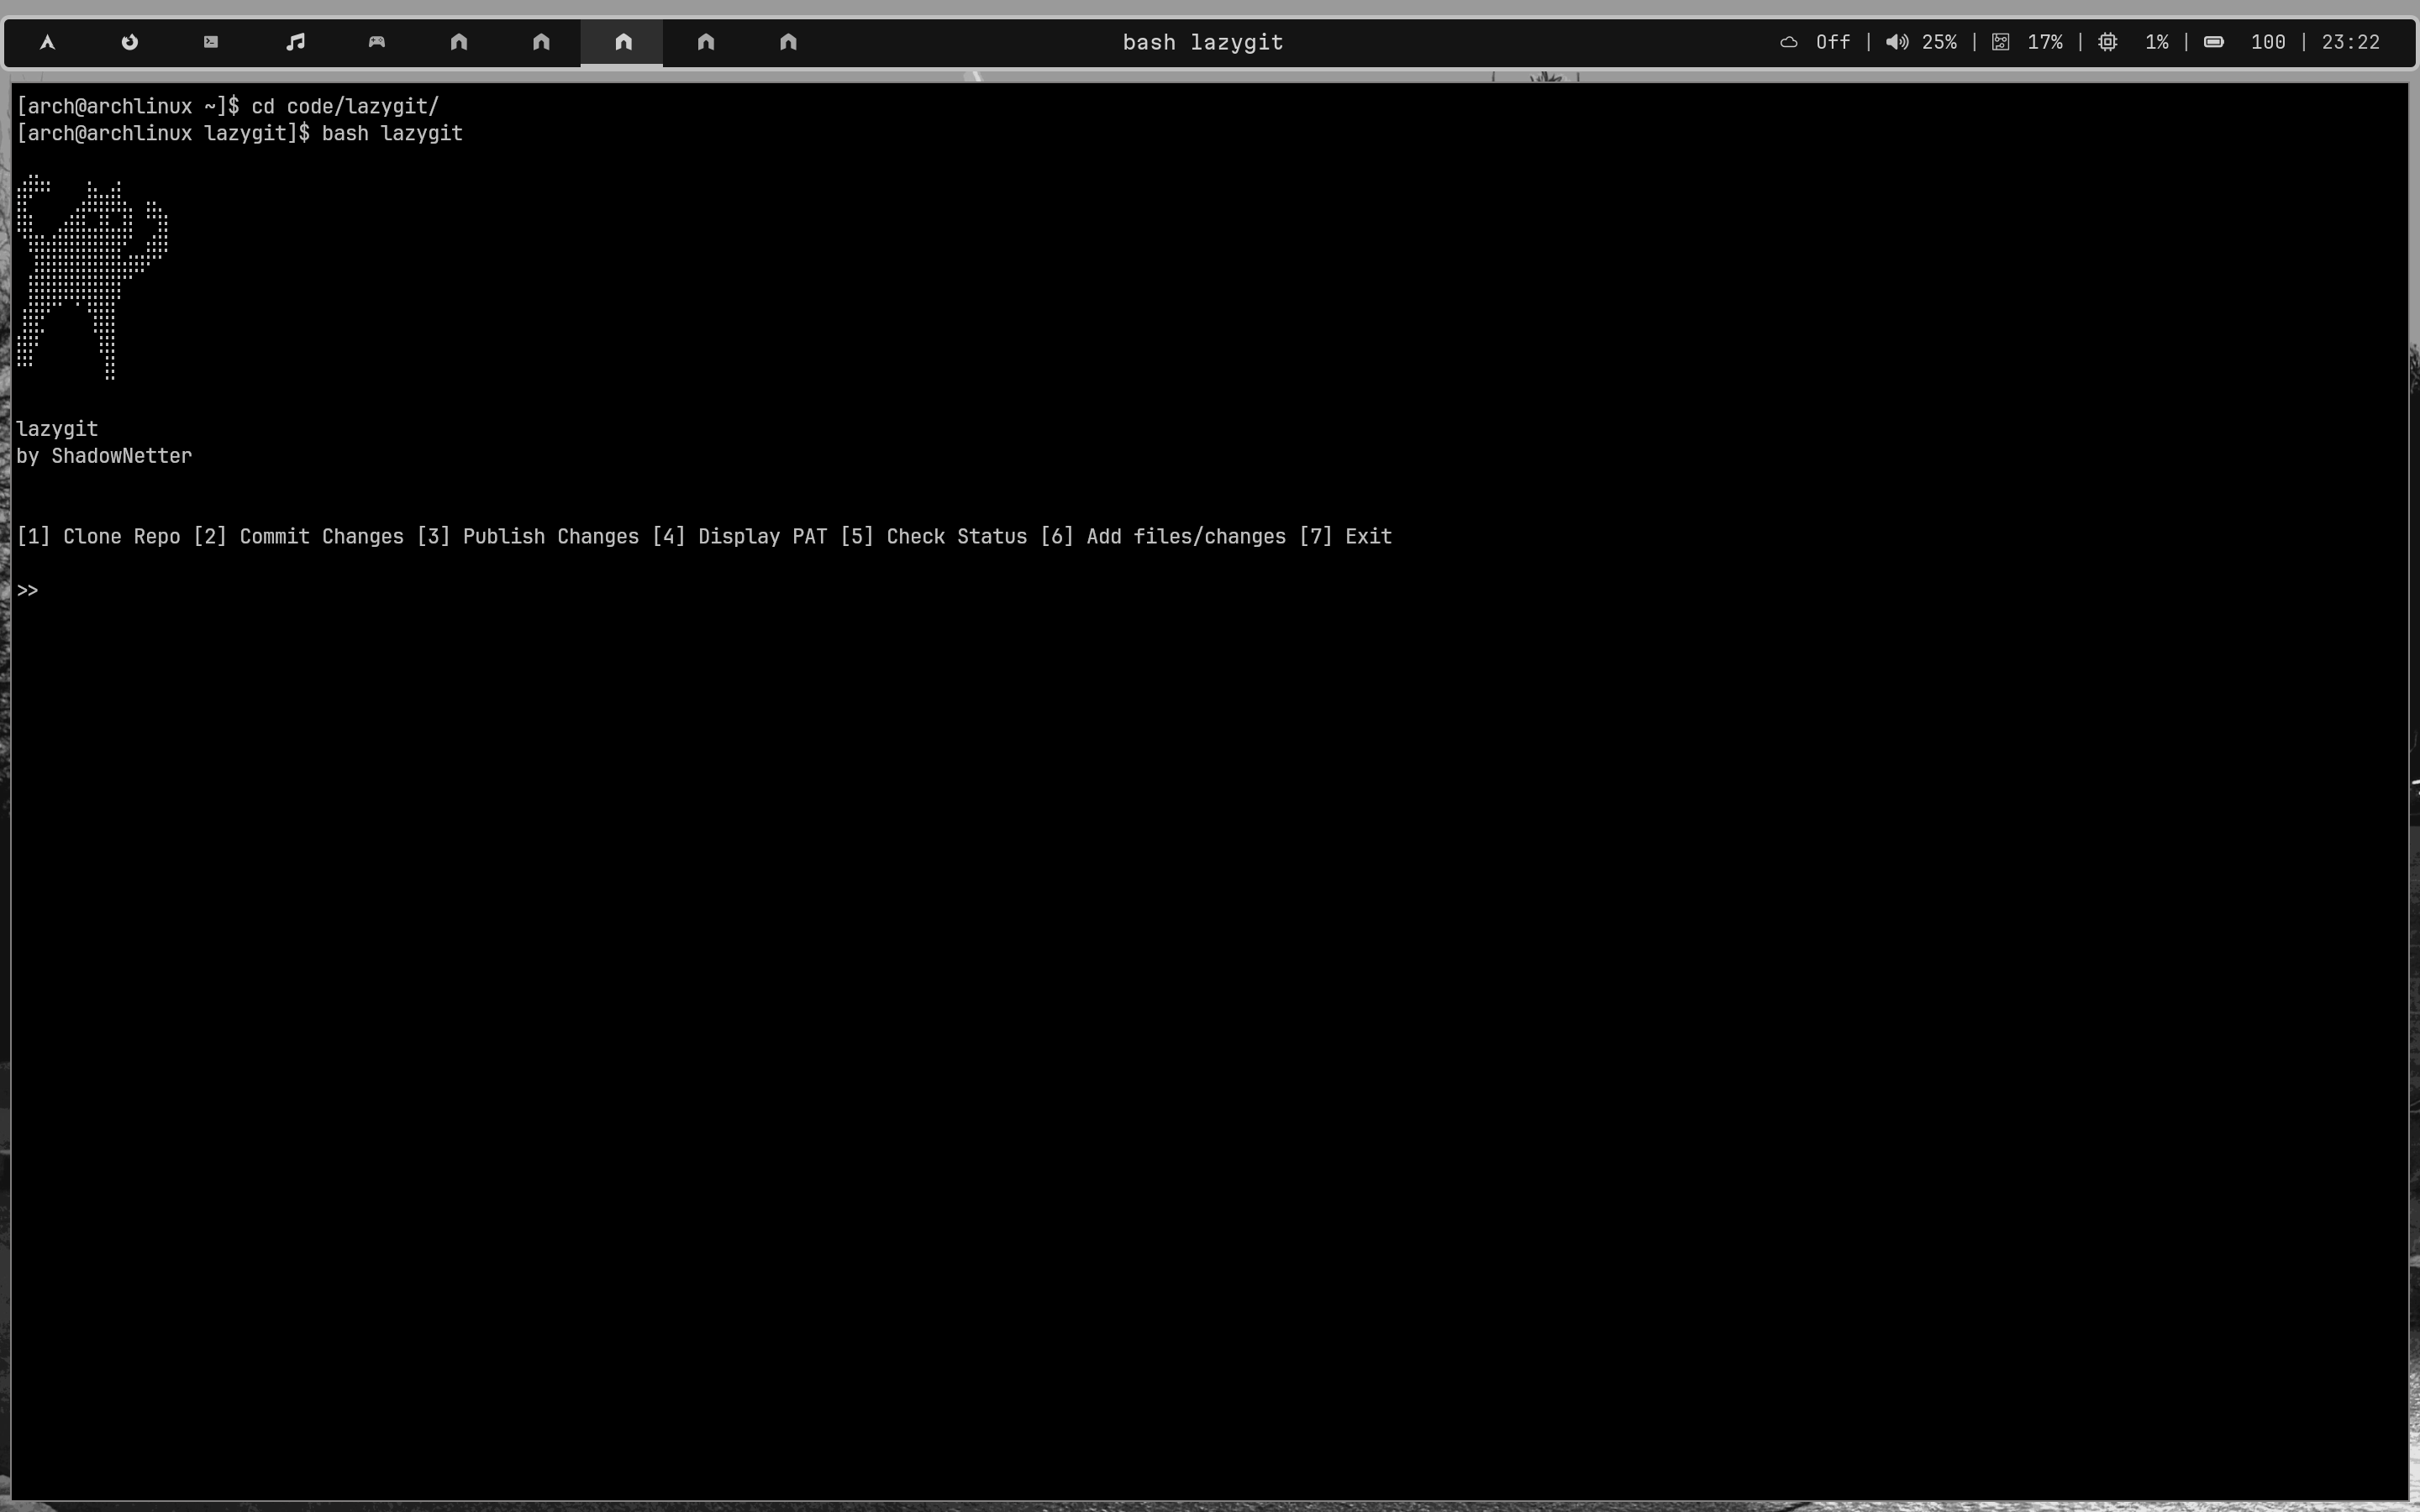 bash lazygit
Off | 25% | 17% | 1% | 100 | 23:22
[arch@archlinux ~]$ cd code/lazygit/
[arch@archlinux lazygit]$ bash lazygit
lazygit
by ShadowNetter
[1] Clone Repo [2] Commit Changes [3] Publish Changes [4] Display PAT [5] Check Status [6] Add files/changes [7] Exit
>>